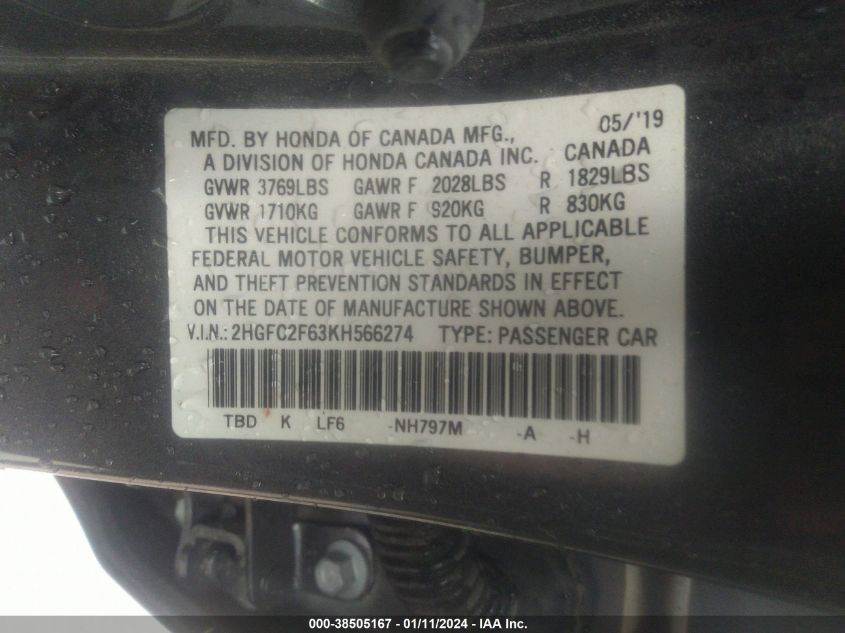 05/'19
MFD. BY HONDA OF CANADA MFG.,
A DIVISION OF HONDA CANADA INC. CANADA
GVWR 3769LBS GAWR F 2028LBS R 1829LBS
GVWR 1710KG GAWR F 920KG R 830KG
THIS VEHICLE CONFORMS TO ALL APPLICABLE
FEDERAL MOTOR VEHICLE SAFETY, BUMPER,
AND THEFT PREVENTION STANDARDS IN EFFECT
ON THE DATE OF MANUFACTURE SHOWN ABOVE.
V.I.N.: 2HGFC2F63KH566274 TYPE: PASSENGER CAR
TBD K LF6 -NH797M -A -H
000-38505167 - 01/11/2024 - IAA Inc.